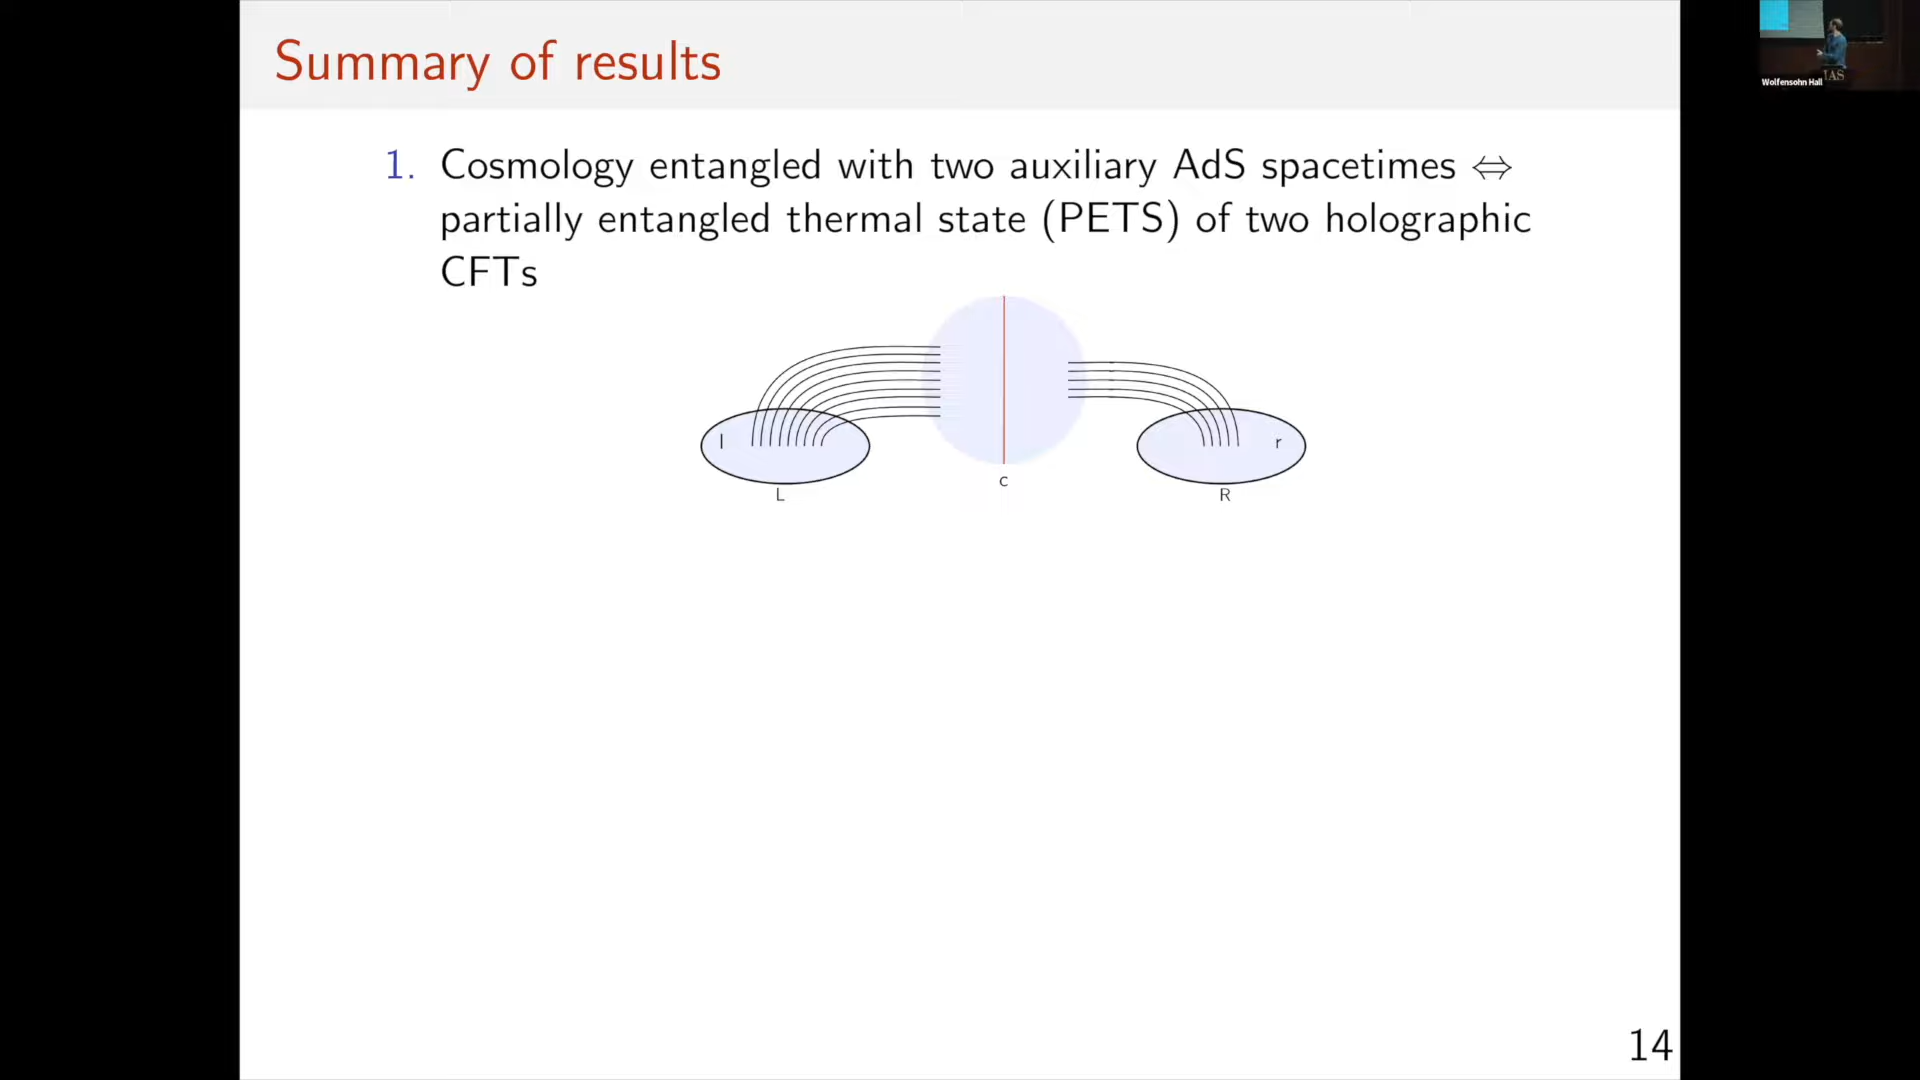 Summary of results
1. Cosmology entangled with two auxiliary AdS spacetimes ⇔
partially entangled thermal state (PETS) of two holographic
CFTs
l
r
c
L
R
14
Wolfensohn Hall
IAS